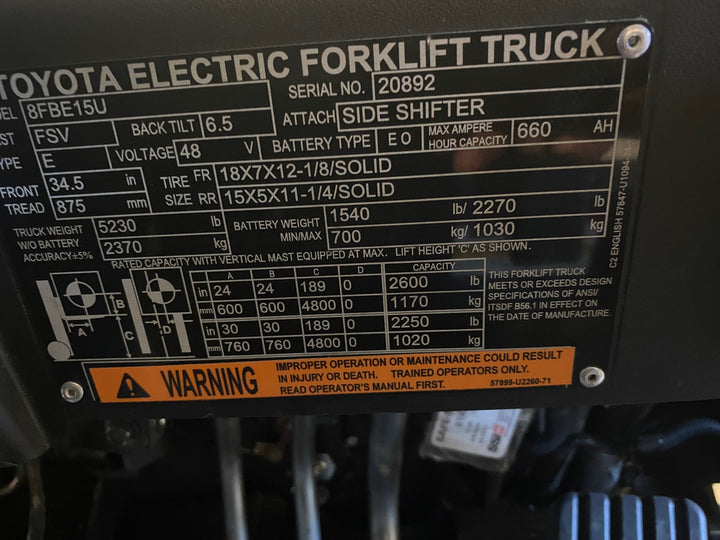 TOYOTA ELECTRIC FORKLIFT TRUCK
8FBE15U SERIAL NO. 20892
FSV BACK TILT 6.5 ATTACH SIDE SHIFTER
E VOLTAGE 48 V BATTERY TYPE E O MAX AMPERE HOUR CAPACITY 660 AH
FRONT 34.5 in TIRE FR 18X7X12-1/8/SOLID
TREAD 875 mm SIZE RR 15X5X11-1/4/SOLID
TRUCK WEIGHT 5230 lb BATTERY WEIGHT 1540 lb/ 2270 lb
W/O BATTERY 2370 kg MIN/MAX 700 kg/ 1030 kg
ACCURACY±5%
RATED CAPACITY WITH VERTICAL MAST EQUIPPED AT MAX. LIFT HEIGHT 'C' AS SHOWN.
A B C D CAPACITY
in 24 24 189 0 2600 lb
mm 600 600 4800 0 1170 kg
in 30 30 189 0 2250 lb
mm 760 760 4800 0 1020 kg
A B C D
THIS FORKLIFT TRUCK
MEETS OR EXCEEDS DESIGN
SPECIFICATIONS OF ANSI/
ITSDF B56.1 IN EFFECT ON
THE DATE OF MANUFACTURE.
C2 ENGLISH
WARNING
IMPROPER OPERATION OR MAINTENANCE COULD RESULT
IN INJURY OR DEATH. TRAINED OPERATORS ONLY.
READ OPERATOR'S MANUAL FIRST. 57899-U2260-71